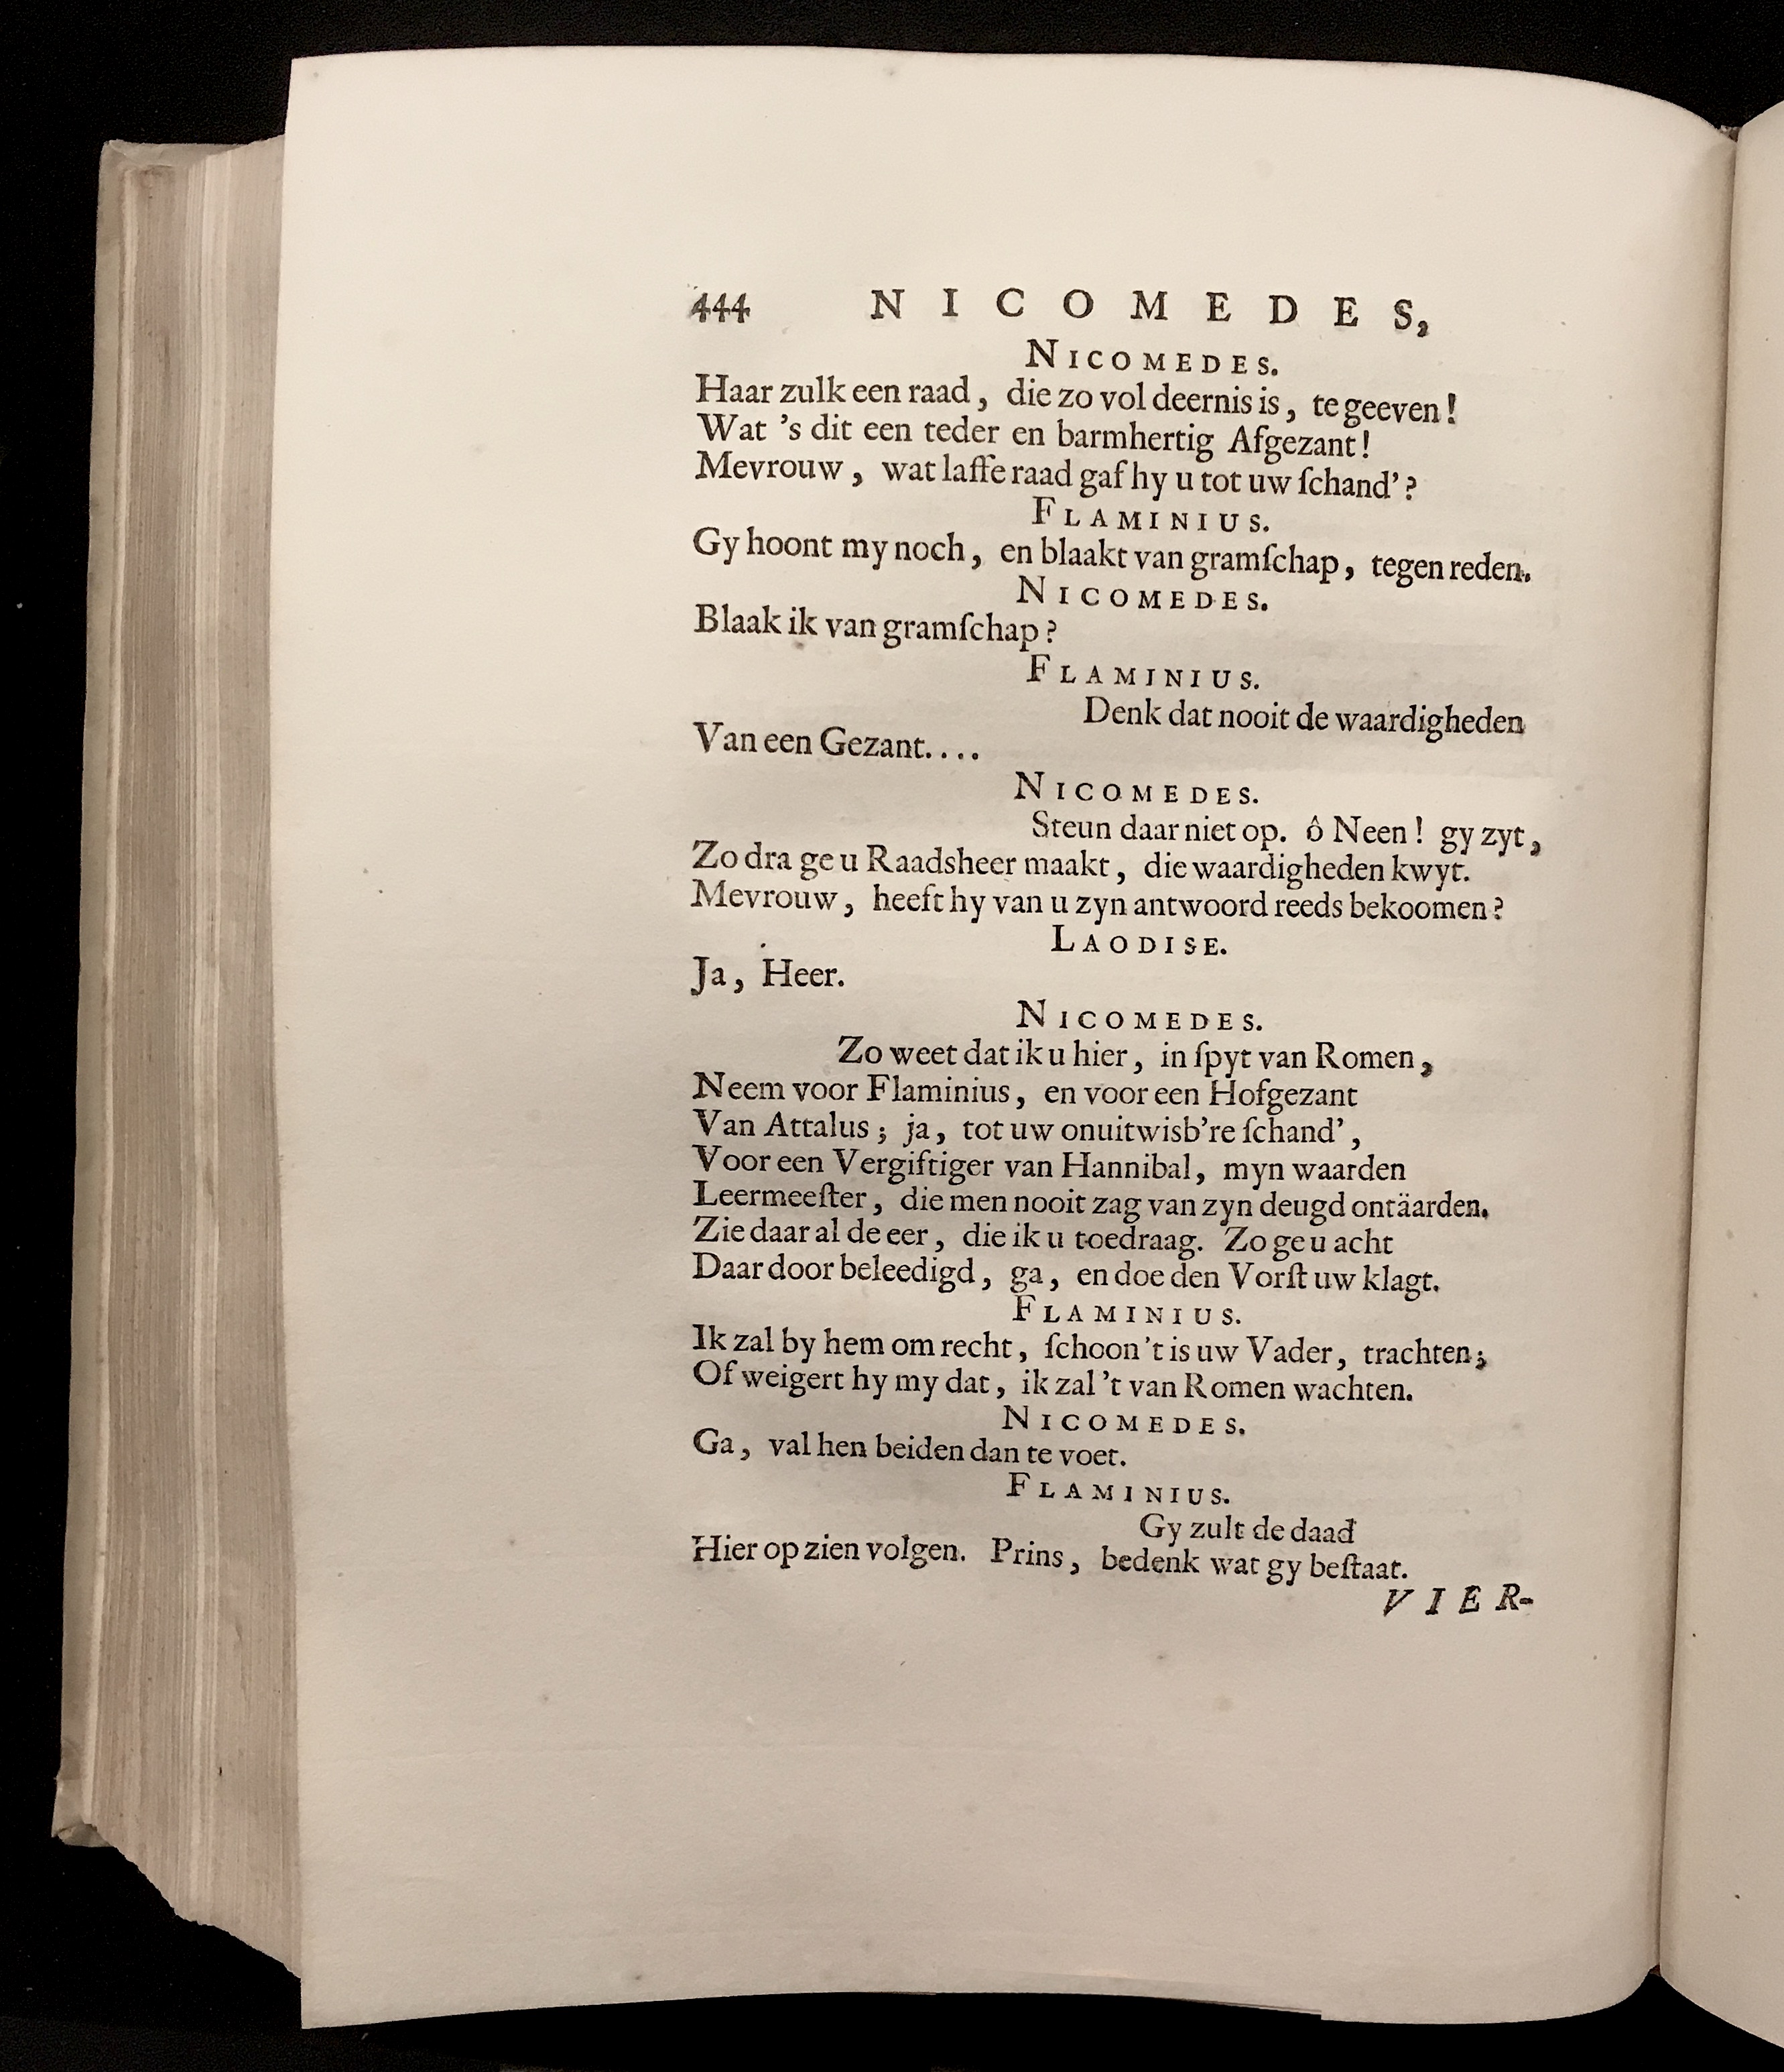 444 NICOMEDES,
NICOMEDES.
Haar zulk een raad, die zo vol deernis is, te geeven!
Wat 's dit een teder en barmhertig Afgezant!
Mevrouw, wat laffe raad gaf hy u tot uw ſchand'?
FLAMINIUS.
Gy hoont my noch, en blaakt van gramſchap, tegen reden.
NICOMEDES.
Blaak ik van gramſchap?
FLAMINIUS.
Denk dat nooit de waardigheden
Van een Gezant....
NICOMEDES.
Steun daar niet op. ô Neen! gy zyt,
Zo dra ge u Raadsheer maakt, die waardigheden kwyt.
Mevrouw, heeft hy van u zyn antwoord reeds bekoomen?
LAODISE.
Ja, Heer.
NICOMEDES.
Zo weet dat ik u hier, in ſpyt van Romen,
Neem voor Flaminius, en voor een Hofgezant
Van Attalus; ja, tot uw onuitwisb're ſchand',
Voor een Vergiftiger van Hannibal, myn waarden
Leermeeſter, die men nooit zag van zyn deugd ontäarden.
Zie daar al de eer, die ik u toedraag. Zo ge u acht
Daar door beleedigd, ga, en doe den Vorſt uw klagt.
FLAMINIUS.
Ik zal by hem om recht, ſchoon 't is uw Vader, trachten;
Of weigert hy my dat, ik zal 't van Romen wachten.
NICOMEDES.
Ga, val hen beiden dan te voet.
FLAMINIUS.
Gy zult de daad
Hier op zien volgen. Prins, bedenk wat gy beſtaat.
VIER-